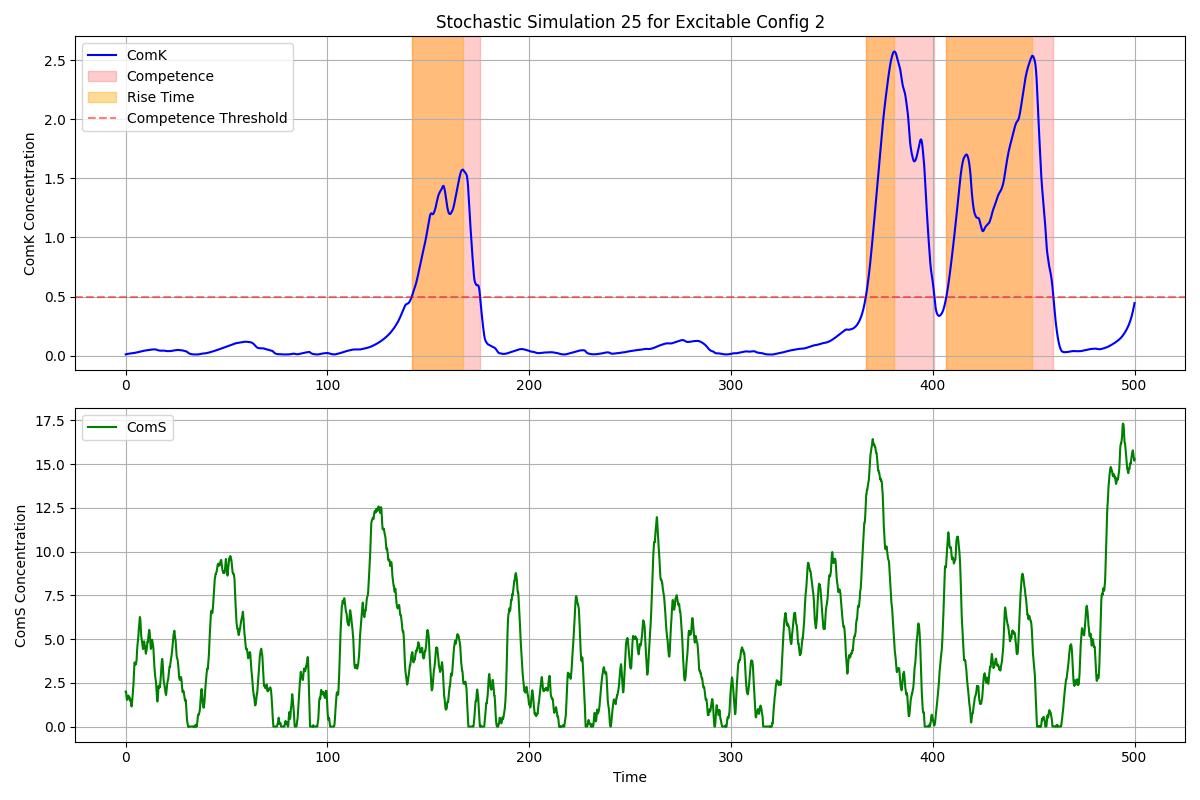 Stochastic Simulation 25 for Excitable Config 2
ComK Concentration
2.5
2.0
1.5
1.0
0.5
0.0
ComK
Competence
Rise Time
Competence Threshold
0
100
200
300
400
500
ComS Concentration
17.5
15.0
12.5
10.0
7.5
5.0
2.5
0.0
ComS
0
100
200
300
400
500
Time